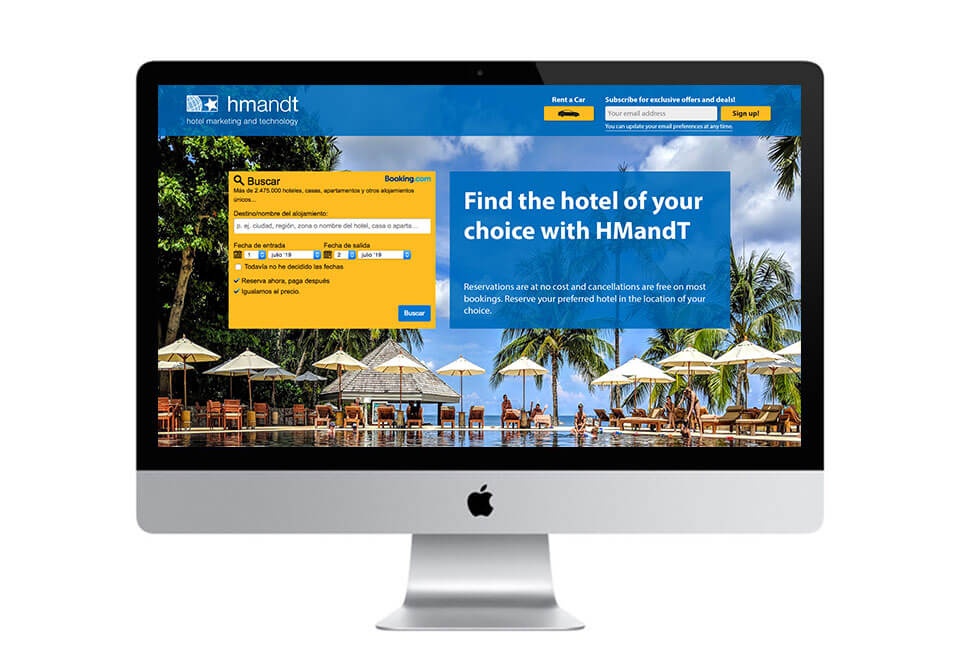 hmandt
hotel marketing and technology
Rent a Car
Subscribe for exclusive offers and deals!
Your email address
Sign up!
You can update your email preferences at any time.
Buscar
Booking.com
Más de 2.475.000 hoteles, casas, apartamentos y otros alojamientos
únicos...
Destino/nombre del alojamiento:
p. ej. ciudad, región, zona o nombre del hotel, casa o aparta...
Fecha de entrada
Fecha de salida
1 julio '19
2 julio '19
Todavía no he decidido las fechas
Reserva ahora, paga después
Igualamos el precio.
Buscar
Find the hotel of your
choice with HMandT
Reservations are at no cost and cancellations are free on most
bookings. Reserve your preferred hotel in the location of your
choice.